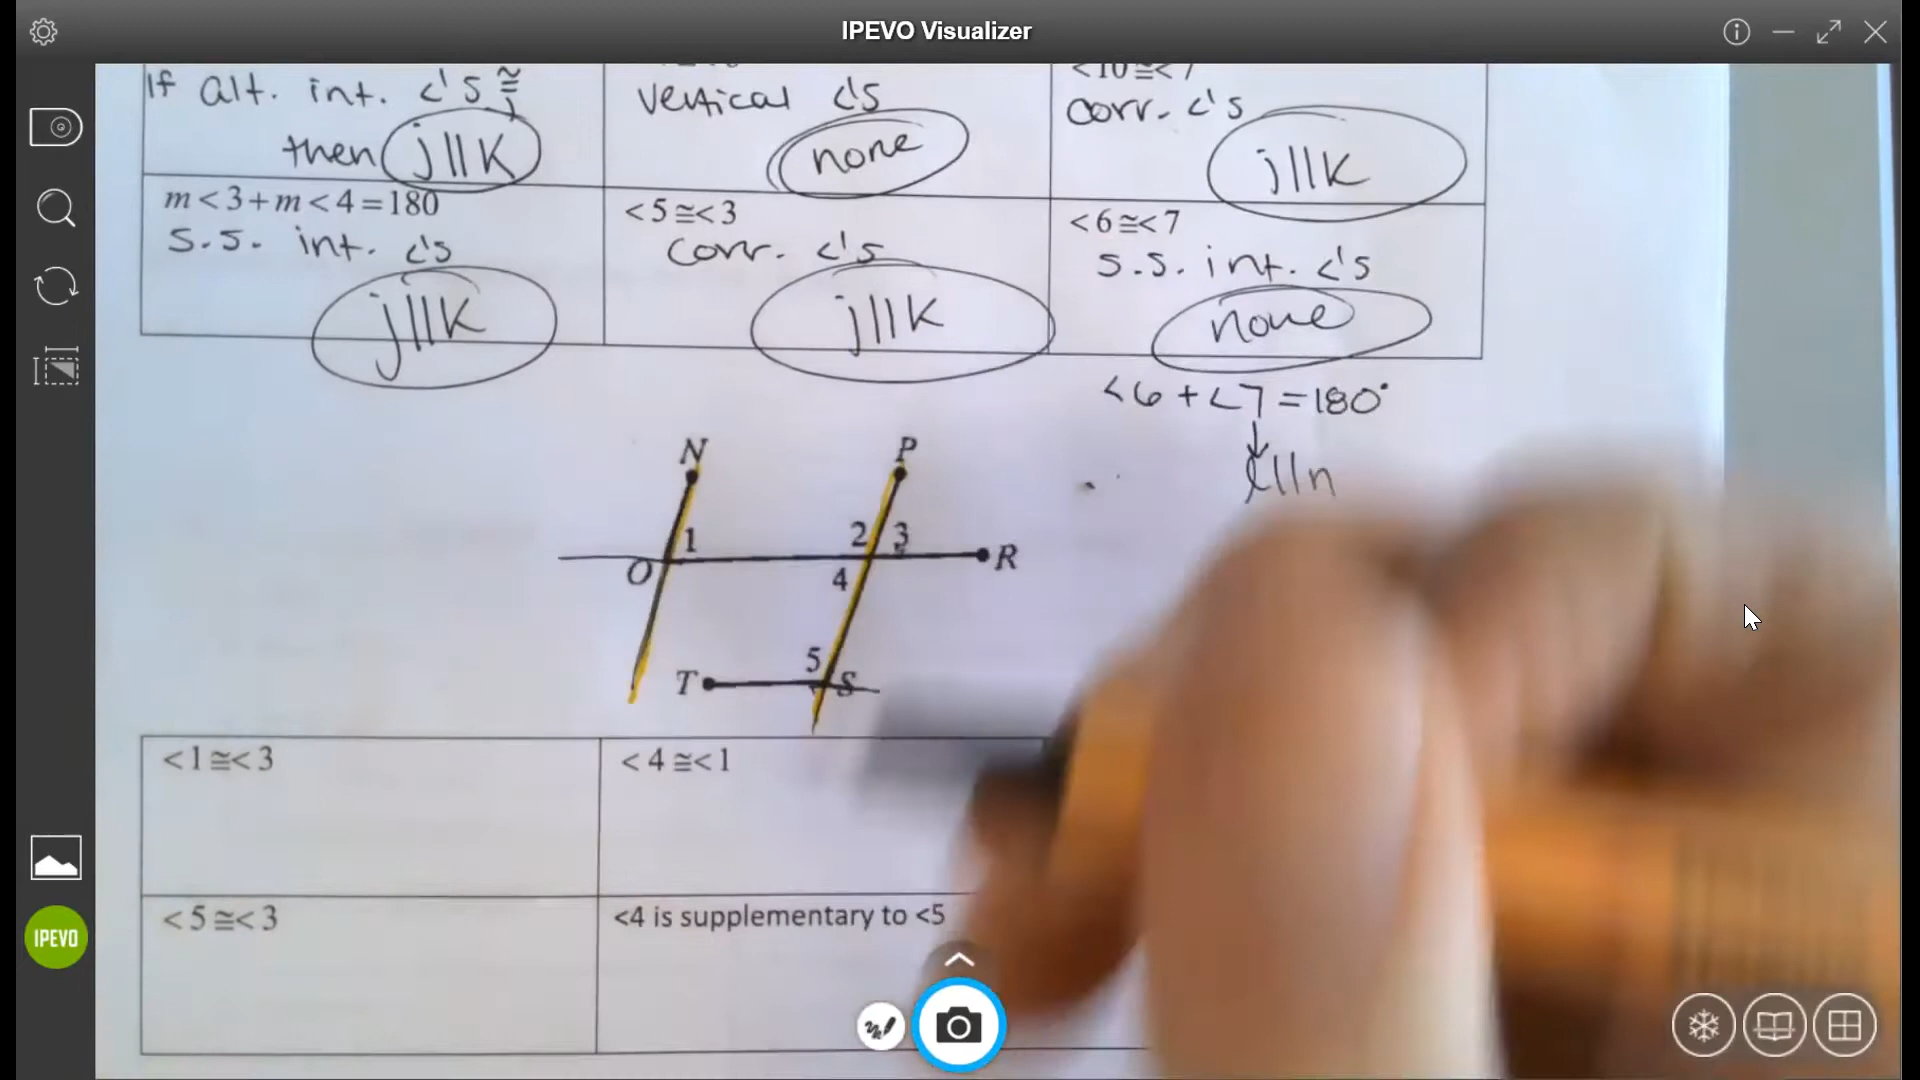 IPEVO Visualizer
If alt. int. <'s ≅,
then j||k
vertical <'s
none
<10≅<7
corr. <'s
j||k
m<3+m<4=180
s.s. int. <'s
j||k
<5≅<3
corr. <'s
j||k
<6≅<7
s.s. int. <'s
none
<6+<7=180°
ℓ||n
N
P
1
2
3
O
R
4
5
T
S
<1≅<3
<4≅<1
<5≅<3
<4 is supplementary to <5
IPEVO